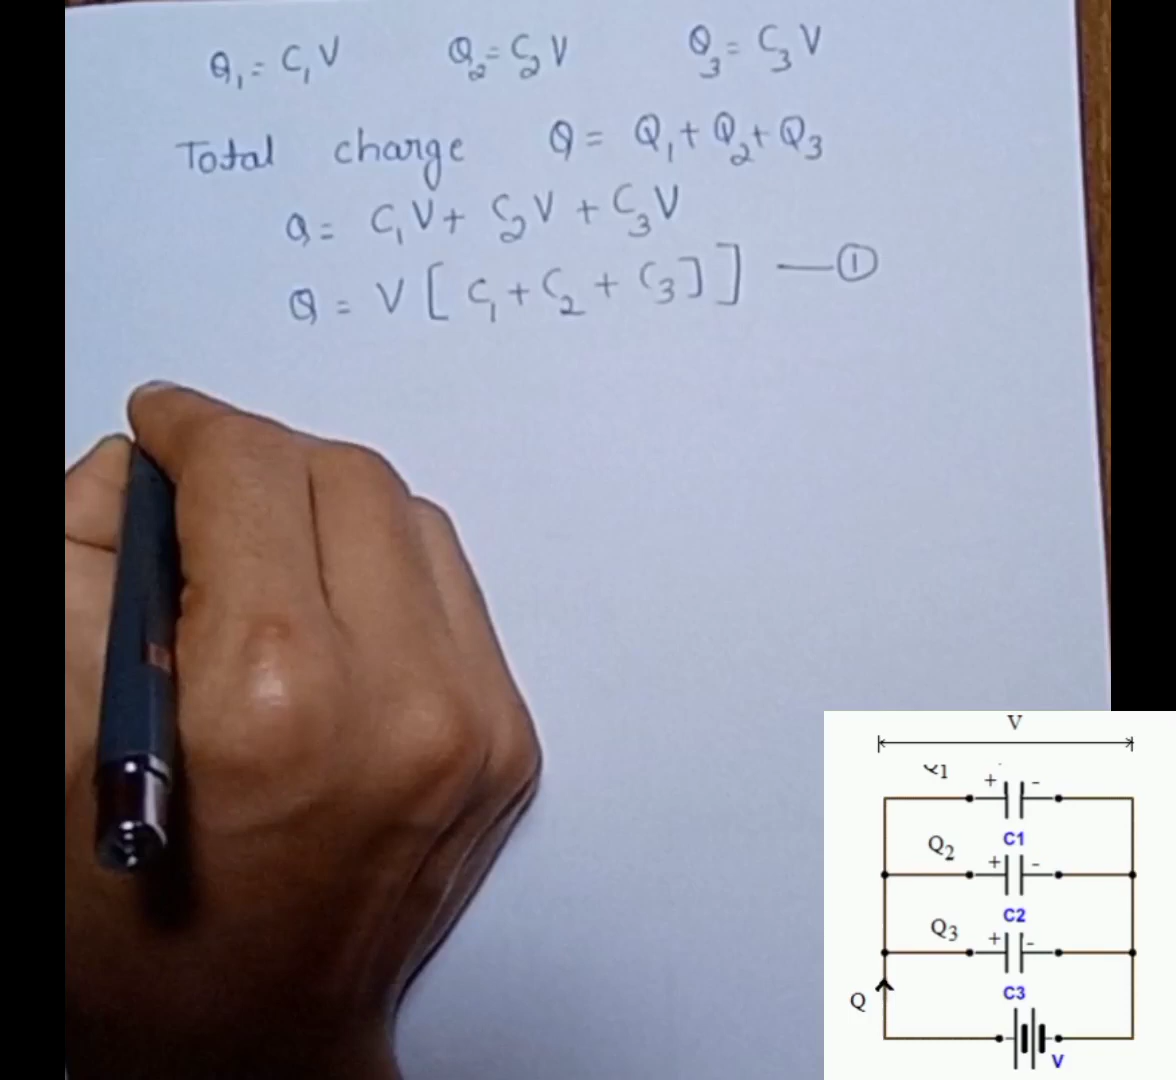 Q₁ = C₁V Q₂ = C₂V Q₃ = C₃V
Total charge Q = Q₁ + Q₂ + Q₃
Q = C₁V + C₂V + C₃V
Q = V [ C₁ + C₂ + C₃]] —①
V
+ -
C1
Q₂ + -
C2
Q₃ + -
C3
Q
V